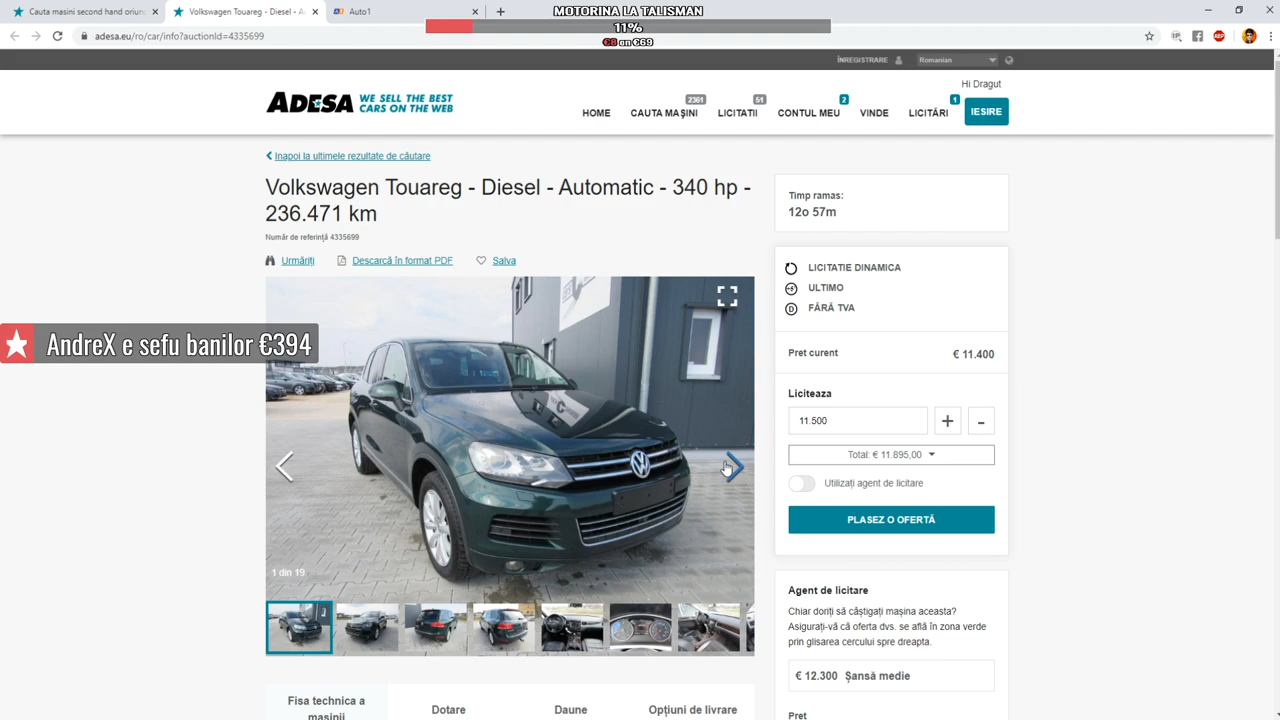 Cauta masini second hand oriun
Volkswagen Touareg - Diesel - A
Auto1
MOTORINA LA TALISMAN
11%
€8 an €69
adesa.eu/ro/car/info?auctionId=4335699
ÎNREGISTRARE
Romanian
Hi Dragut
ADESA WE SELL THE BEST CARS ON THE WEB
HOME
CAUTA MAȘINI
2361
LICITATII
51
CONTUL MEU
2
VINDE
LICITĂRI
1
IESIRE
Inapoi la ultimele rezultate de căutare
Volkswagen Touareg - Diesel - Automatic - 340 hp -
236.471 km
Număr de referință 4335699
Urmăriți
Descarcă în format PDF
Salva
Timp ramas:
12o 57m
LICITATIE DINAMICA
ULTIMO
FĂRĂ TVA
AndreX e sefu banilor €394
Pret curent
€ 11.400
Liciteaza
11.500
+
-
Total: € 11.895,00
Utilizați agent de licitare
PLASEZ O OFERTĂ
1 din 19
Agent de licitare
Chiar doriți să câștigați mașina aceasta?
Asigurați-vă că oferta dvs. se află în zona verde
prin glisarea cercului spre dreapta.
€ 12.300 Șansă medie
Fisa technica a
masinii
Dotare
Daune
Opțiuni de livrare
Pret